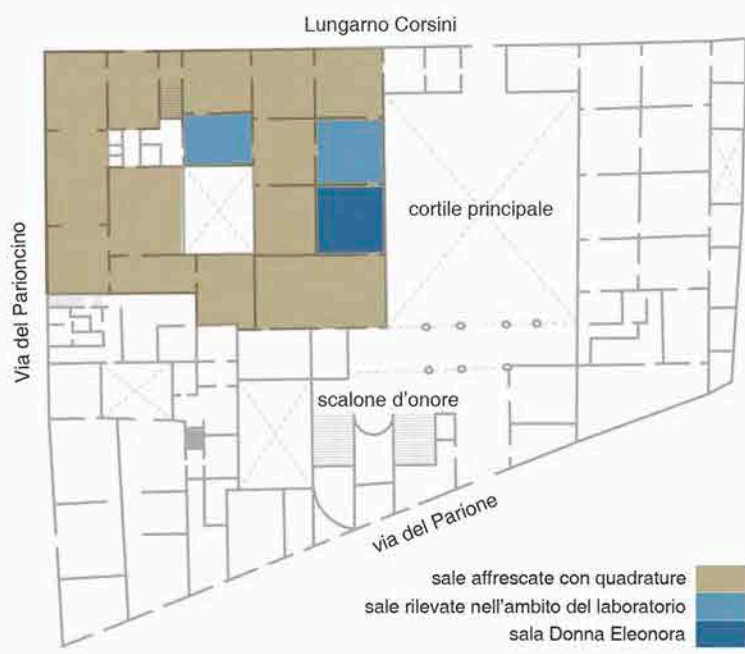 Lungarno Corsini
cortile principale
Via del Parioncino
scalone d'onore
via del Parione
sale affrescate con quadrature
sale rilevate nell'ambito del laboratorio
sala Donna Eleonora